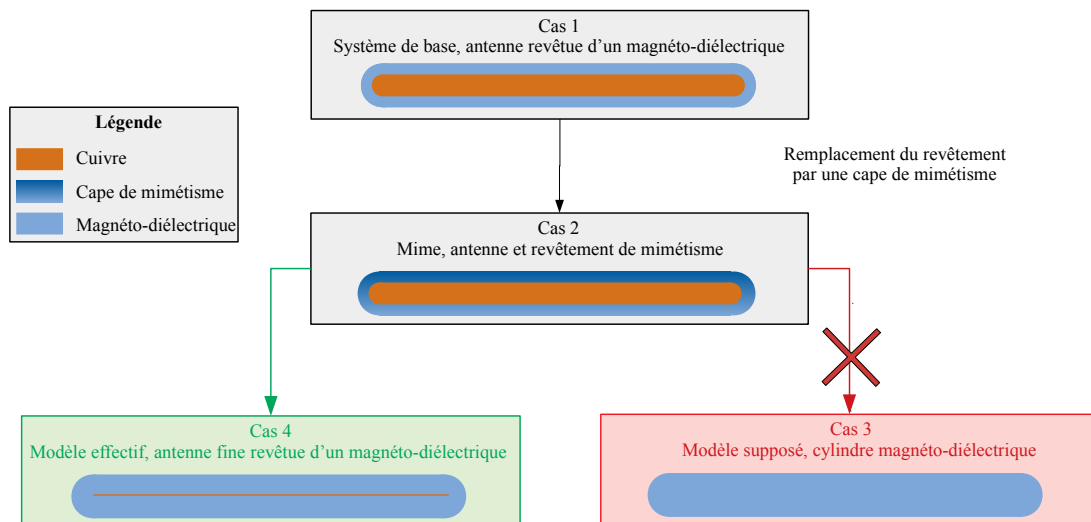 Cas 1
Système de base, antenne revêtue d'un magnéto-diélectrique
Légende
Cuivre
Cape de mimétisme
Magnéto-diélectrique
Remplacement du revêtement
par une cape de mimétisme
Cas 2
Mime, antenne et revêtement de mimétisme
Cas 4
Modèle effectif, antenne fine revêtue d'un magnéto-diélectrique
Cas 3
Modèle supposé, cylindre magnéto-diélectrique